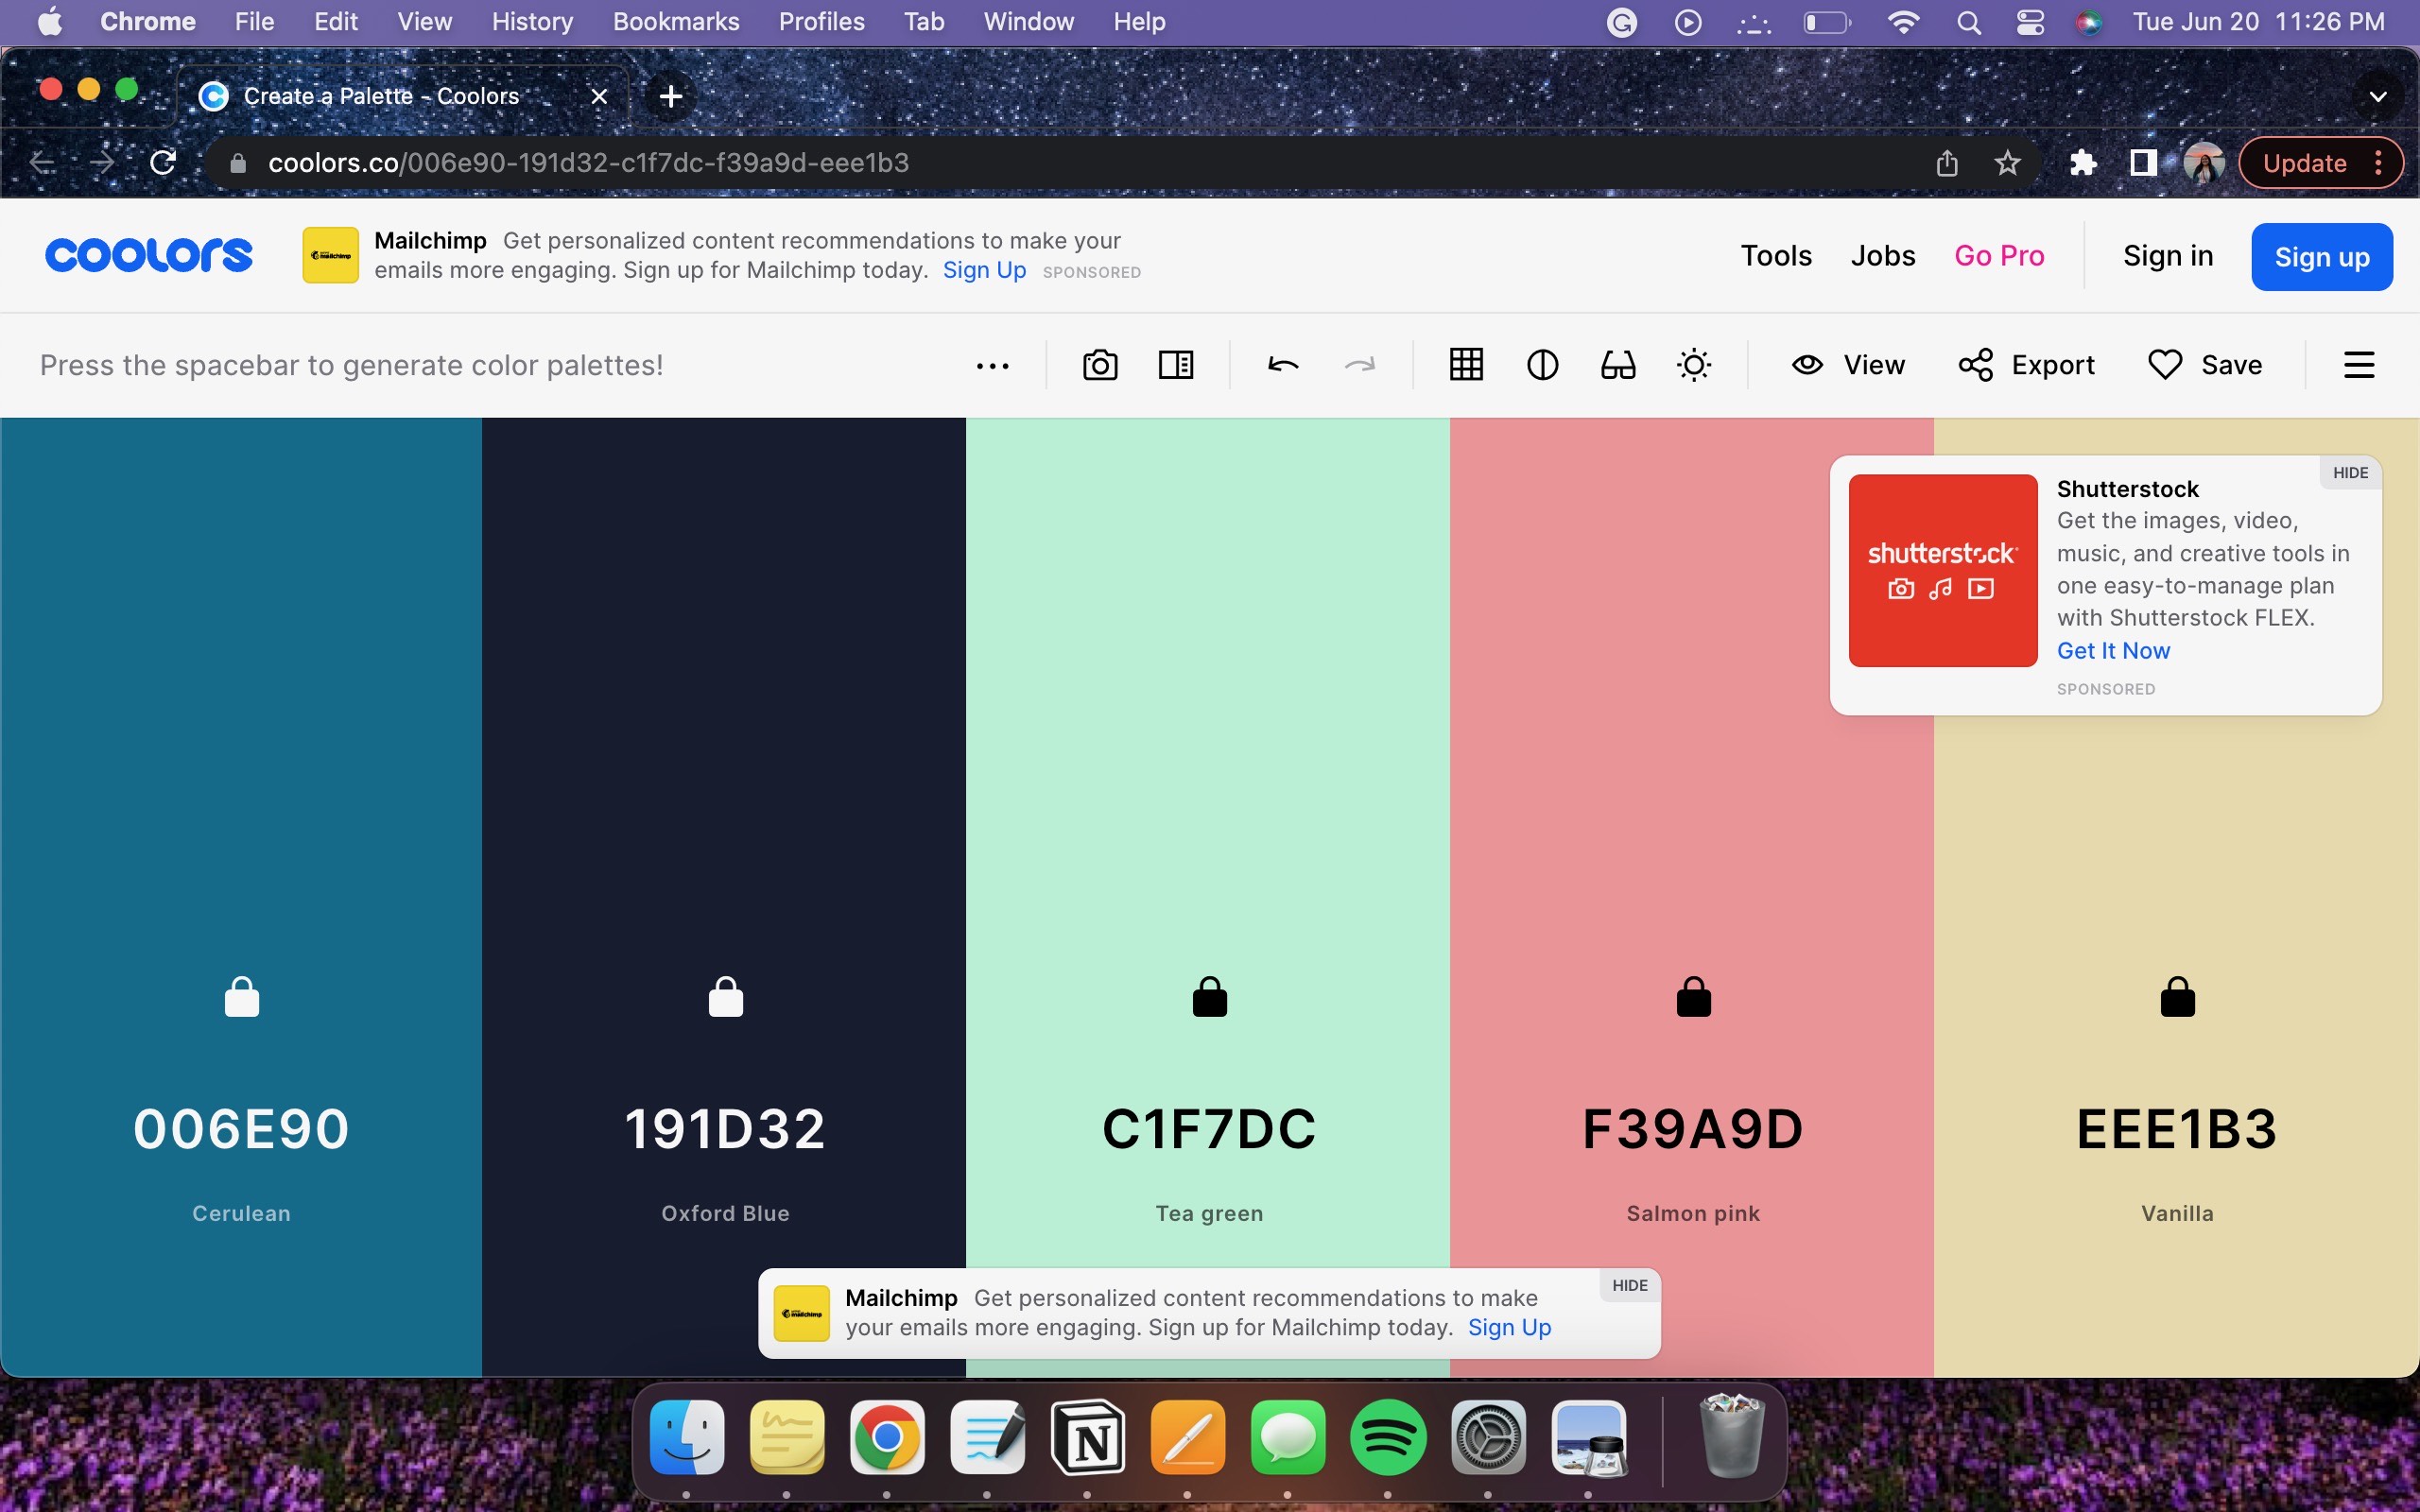 Chrome File Edit View History Bookmarks Profiles Tab Window Help Tue Jun 20 11:26 PM
Create a Palette - Coolors
coolors.co/006e90-191d32-c1f7dc-f39a9d-eee1b3
Update
coolors
mailchimp
Mailchimp Get personalized content recommendations to make your
emails more engaging. Sign up for Mailchimp today. Sign Up SPONSORED
Tools Jobs Go Pro Sign in Sign up
Press the spacebar to generate color palettes!
View Export Save
HIDE
shutterstock
Shutterstock
Get the images, video,
music, and creative tools in
one easy-to-manage plan
with Shutterstock FLEX.
Get It Now
SPONSORED
006E90 191D32 C1F7DC F39A9D EEE1B3
Cerulean Oxford Blue Tea green Salmon pink Vanilla
HIDE
mailchimp
Mailchimp Get personalized content recommendations to make
your emails more engaging. Sign up for Mailchimp today. Sign Up